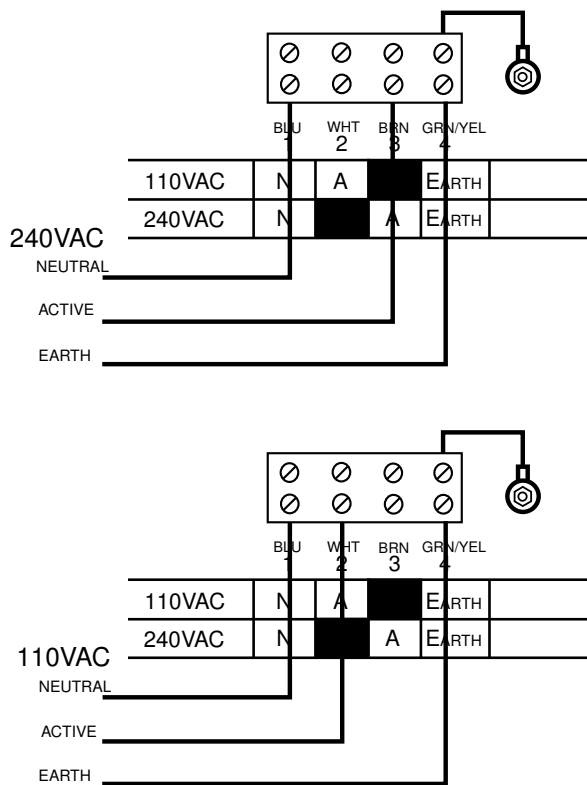 BLU WHT BRN GRN/YEL
1 2 3 4
110VAC N A EARTH
240VAC N A EARTH
240VAC
NEUTRAL
ACTIVE
EARTH
BLU WHT BRN GRN/YEL
1 2 3 4
110VAC N A EARTH
240VAC N A EARTH
110VAC
NEUTRAL
ACTIVE
EARTH